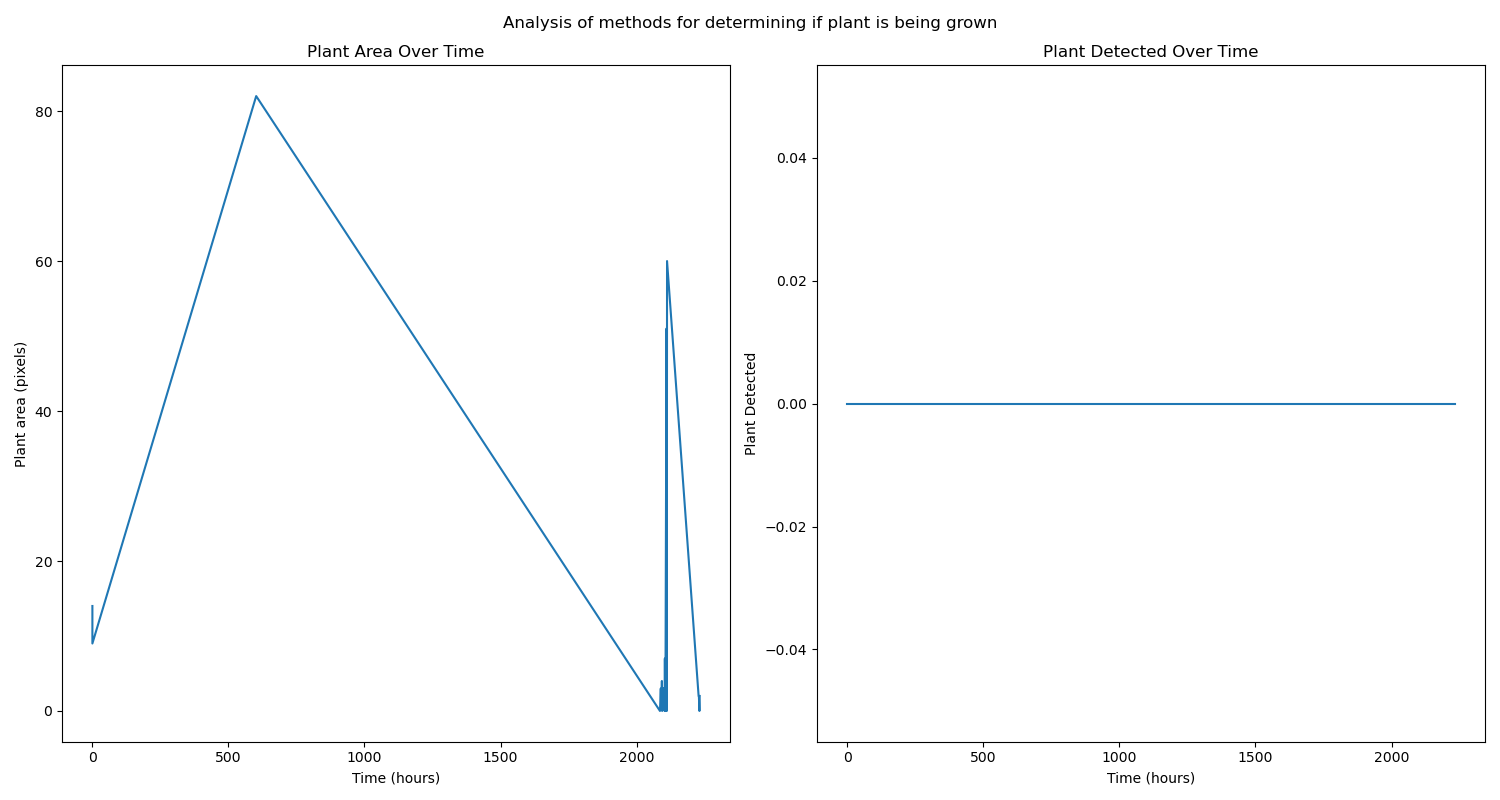 Analysis of methods for determining if plant is being grown
Plant Area Over Time
80
60
40
20
0
Plant area (pixels)
0 500 1000 1500 2000
Time (hours)
Plant Detected Over Time
0.04
0.02
0.00
−0.02
−0.04
Plant Detected
0 500 1000 1500 2000
Time (hours)